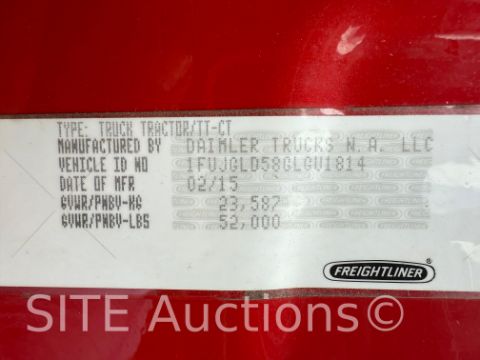 TYPE: TRUCK TRACTOR/TT-CT
MANUFACTURED BY DAIMLER TRUCKS N.A. LLC
VEHICLE ID NO 1FUJGLD58GLGV1814
DATE OF MFR 02/15
GVWR/PNBV-KG 23,587
GVWR/PNBV-LBS 52,000
FREIGHTLINER
SITE Auctions.com